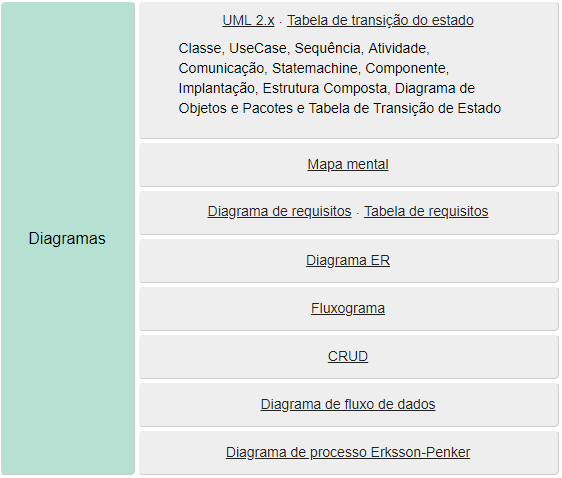 Diagramas
UML 2.x · Tabela de transição do estado
Classe, UseCase, Sequência, Atividade,
Comunicação, Statemachine, Componente,
Implantação, Estrutura Composta, Diagrama de
Objetos e Pacotes e Tabela de Transição de Estado
Mapa mental
Diagrama de requisitos · Tabela de requisitos
Diagrama ER
Fluxograma
CRUD
Diagrama de fluxo de dados
Diagrama de processo Erksson-Penker